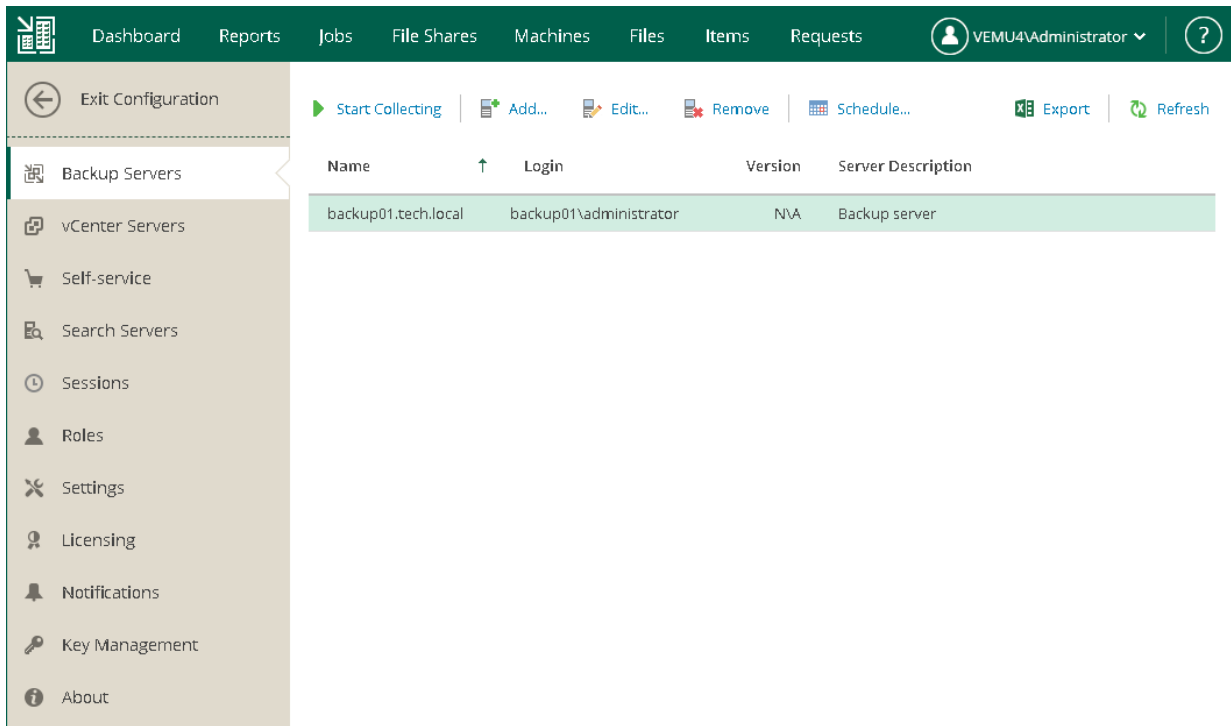 Dashboard Reports Jobs File Shares Machines Files Items Requests VEMU4\Administrator ?
Exit Configuration
Start Collecting Add... Edit... Remove Schedule... Export Refresh
Backup Servers
Name ↑ Login Version Server Description
backup01.tech.local backup01\administrator N\A Backup server
vCenter Servers
Self-service
Search Servers
Sessions
Roles
Settings
Licensing
Notifications
Key Management
About